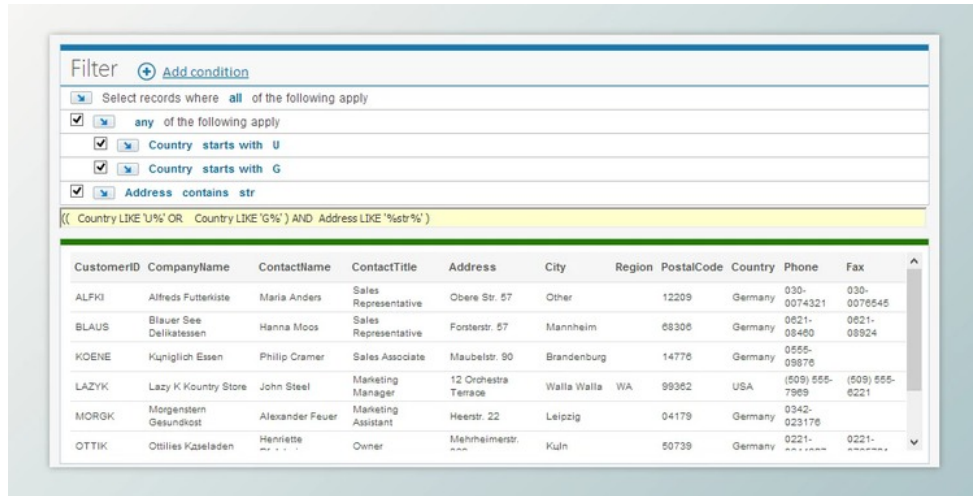 Filter Add condition
Select records where all of the following apply
any of the following apply
Country starts with U
Country starts with G
Address contains str
(( Country LIKE 'U%' OR Country LIKE 'G%' ) AND Address LIKE '%str%' )
CustomerID CompanyName ContactName ContactTitle Address City Region PostalCode Country Phone Fax
ALFKI Alfreds Futterkiste Maria Anders Sales Representative Obere Str. 57 Other 12209 Germany 030-0074321 030-0076545
BLAUS Blauer See Delikatessen Hanna Moos Sales Representative Forsterstr. 57 Mannheim 68306 Germany 0621-08460 0621-08924
KOENE Kųniglich Essen Philip Cramer Sales Associate Maubelstr. 90 Brandenburg 14776 Germany 0555-09876
LAZYK Lazy K Kountry Store John Steel Marketing Manager 12 Orchestra Terrace Walla Walla WA 99362 USA (509) 555-7969 (509) 555-6221
MORGK Morgenstern Gesundkost Alexander Feuer Marketing Assistant Heerstr. 22 Leipzig 04179 Germany 0342-023176
OTTIK Ottilies Kąseladen Henriette Owner Mehrheimerstr. Kuln 50739 Germany 0221- 0221-